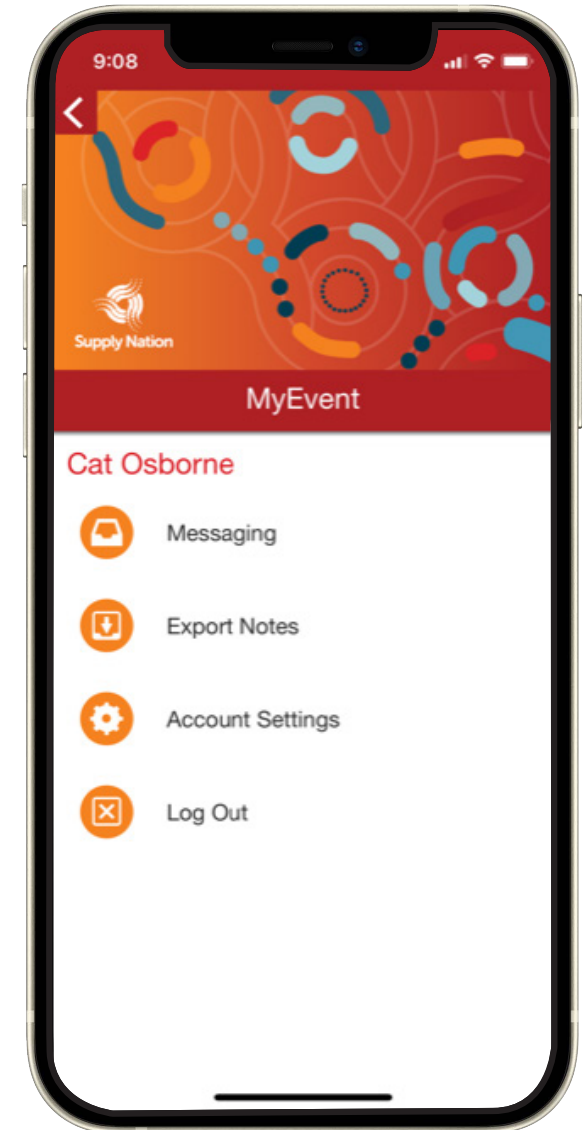 9:08
Supply Nation
MyEvent
Cat Osborne
Messaging
Export Notes
Account Settings
Log Out